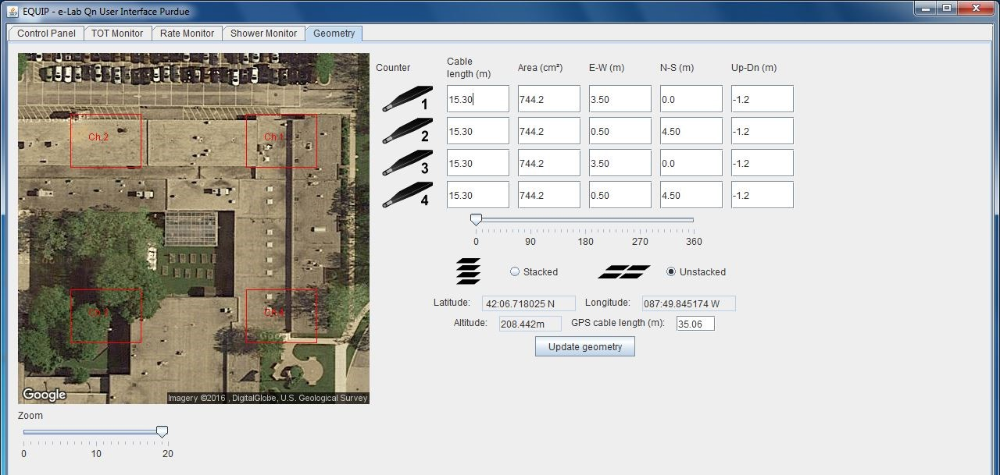 EQUIP - e-Lab Qn User Interface Purdue
Control Panel TOT Monitor Rate Monitor Shower Monitor Geometry
Counter Cable length (m) Area (cm²) E-W (m) N-S (m) Up-Dn (m)
1 15.30 744.2 3.50 0.0 -1.2
2 15.30 744.2 0.50 4.50 -1.2
3 15.30 744.2 3.50 0.0 -1.2
4 15.30 744.2 0.50 4.50 -1.2
0 90 180 270 360
Stacked Unstacked
Latitude: 42:06.718025 N Longitude: 087:49.845174 W
Altitude: 208.442m GPS cable length (m): 35.06
Update geometry
Ch.2 Ch.1
Google
Imagery ©2016 , DigitalGlobe, U.S. Geological Survey
Zoom
0 10 20